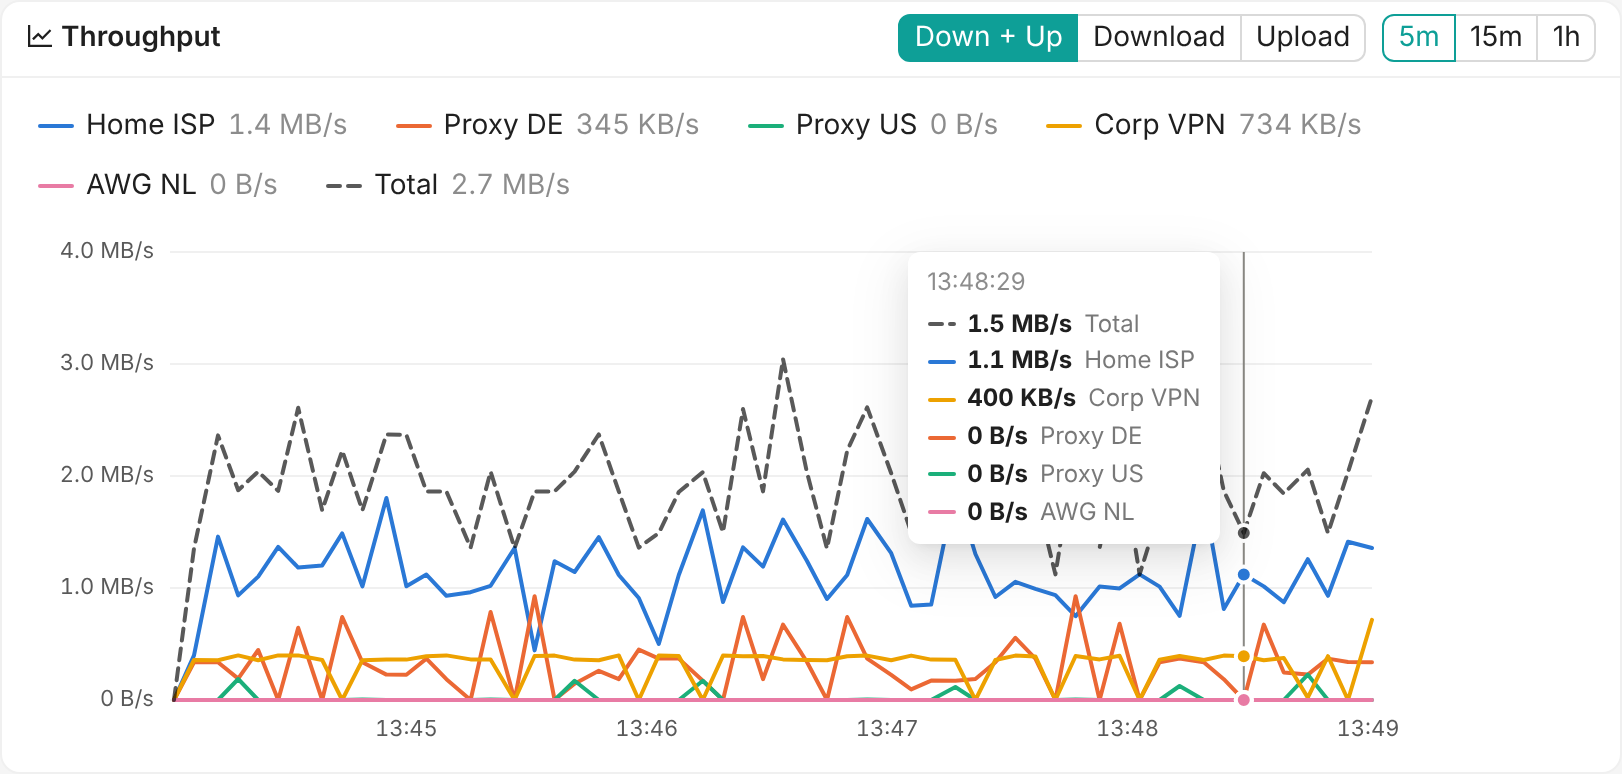 Throughput
Down + Up Download Upload 5m 15m 1h
Home ISP 1.4 MB/s Proxy DE 345 KB/s Proxy US 0 B/s Corp VPN 734 KB/s
AWG NL 0 B/s Total 2.7 MB/s
4.0 MB/s
3.0 MB/s
2.0 MB/s
1.0 MB/s
0 B/s
13:48:29
1.5 MB/s Total
1.1 MB/s Home ISP
400 KB/s Corp VPN
0 B/s Proxy DE
0 B/s Proxy US
0 B/s AWG NL
13:45 13:46 13:47 13:48 13:49